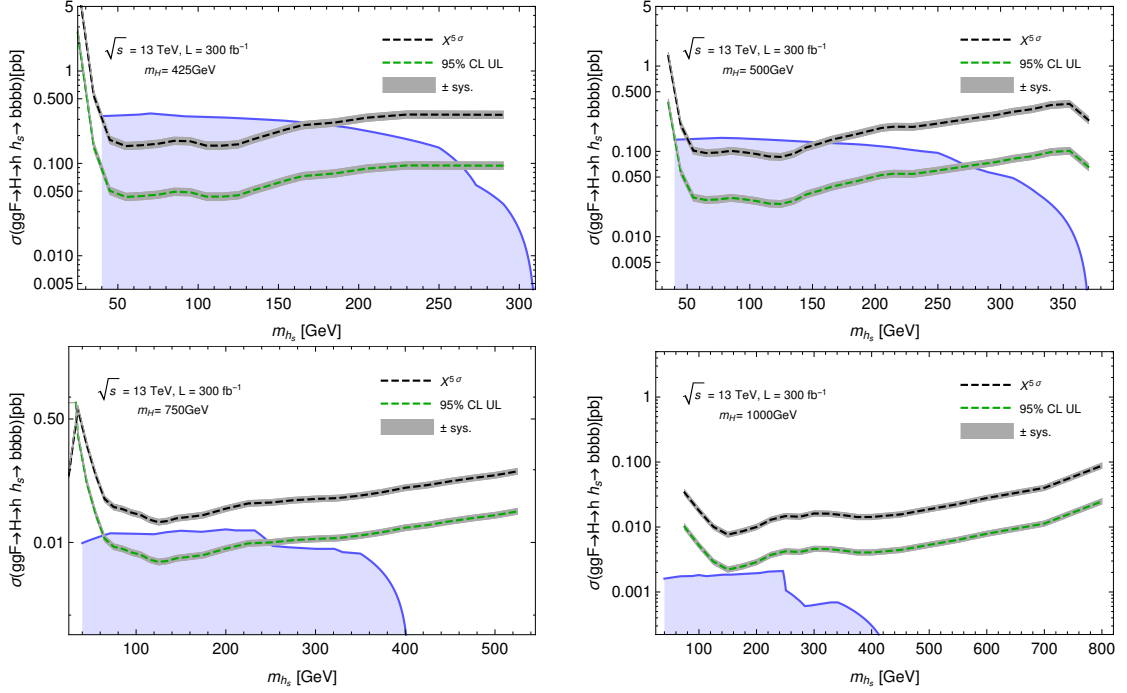 √s = 13 TeV, L = 300 fb⁻¹
m_H = 425GeV
X^5σ
95% CL UL
± sys.
σ(ggF→H→h h_s→ bbbb)[pb]
5
1
0.500
0.100
0.050
0.010
0.005
50 100 150 200 250 300
m_{h_s} [GeV]
√s = 13 TeV, L = 300 fb⁻¹
m_H = 500GeV
X^5σ
95% CL UL
± sys.
σ(ggF→H→h h_s→ bbbb)[pb]
5
1
0.500
0.100
0.050
0.010
0.005
50 100 150 200 250 300 350
m_{h_s} [GeV]
√s = 13 TeV, L = 300 fb⁻¹
m_H = 750GeV
X^5σ
95% CL UL
± sys.
σ(ggF→H→h h_s→ bbbb)[pb]
0.50
0.01
100 200 300 400 500
m_{h_s} [GeV]
√s = 13 TeV, L = 300 fb⁻¹
m_H = 1000GeV
X^5σ
95% CL UL
± sys.
σ(ggF→H→h h_s→ bbbb)[pb]
1
0.100
0.010
0.001
100 200 300 400 500 600 700 800
m_{h_s} [GeV]